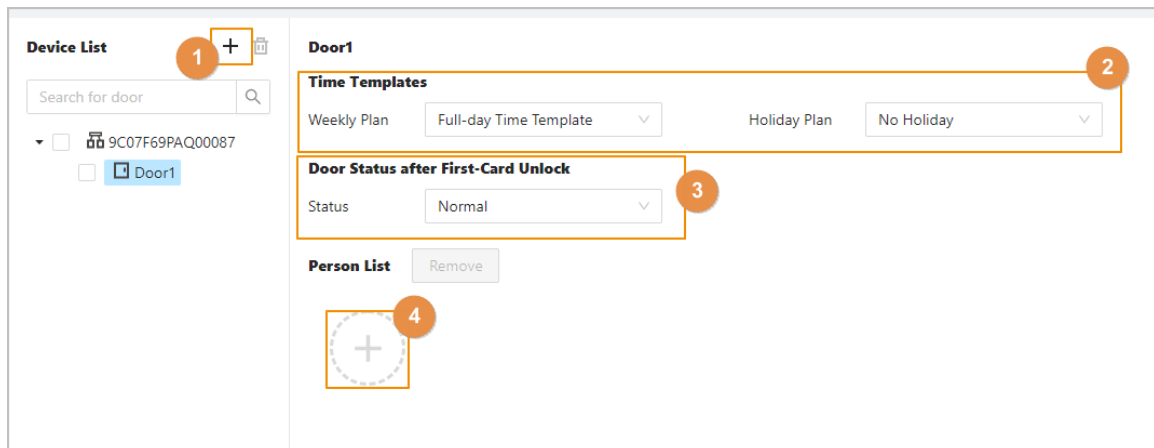 Device List
1
Search for door
9C07F69PAQ00087
Door1
Door1
2
Time Templates
Weekly Plan Full-day Time Template Holiday Plan No Holiday
Door Status after First-Card Unlock
3
Status Normal
Person List Remove
4